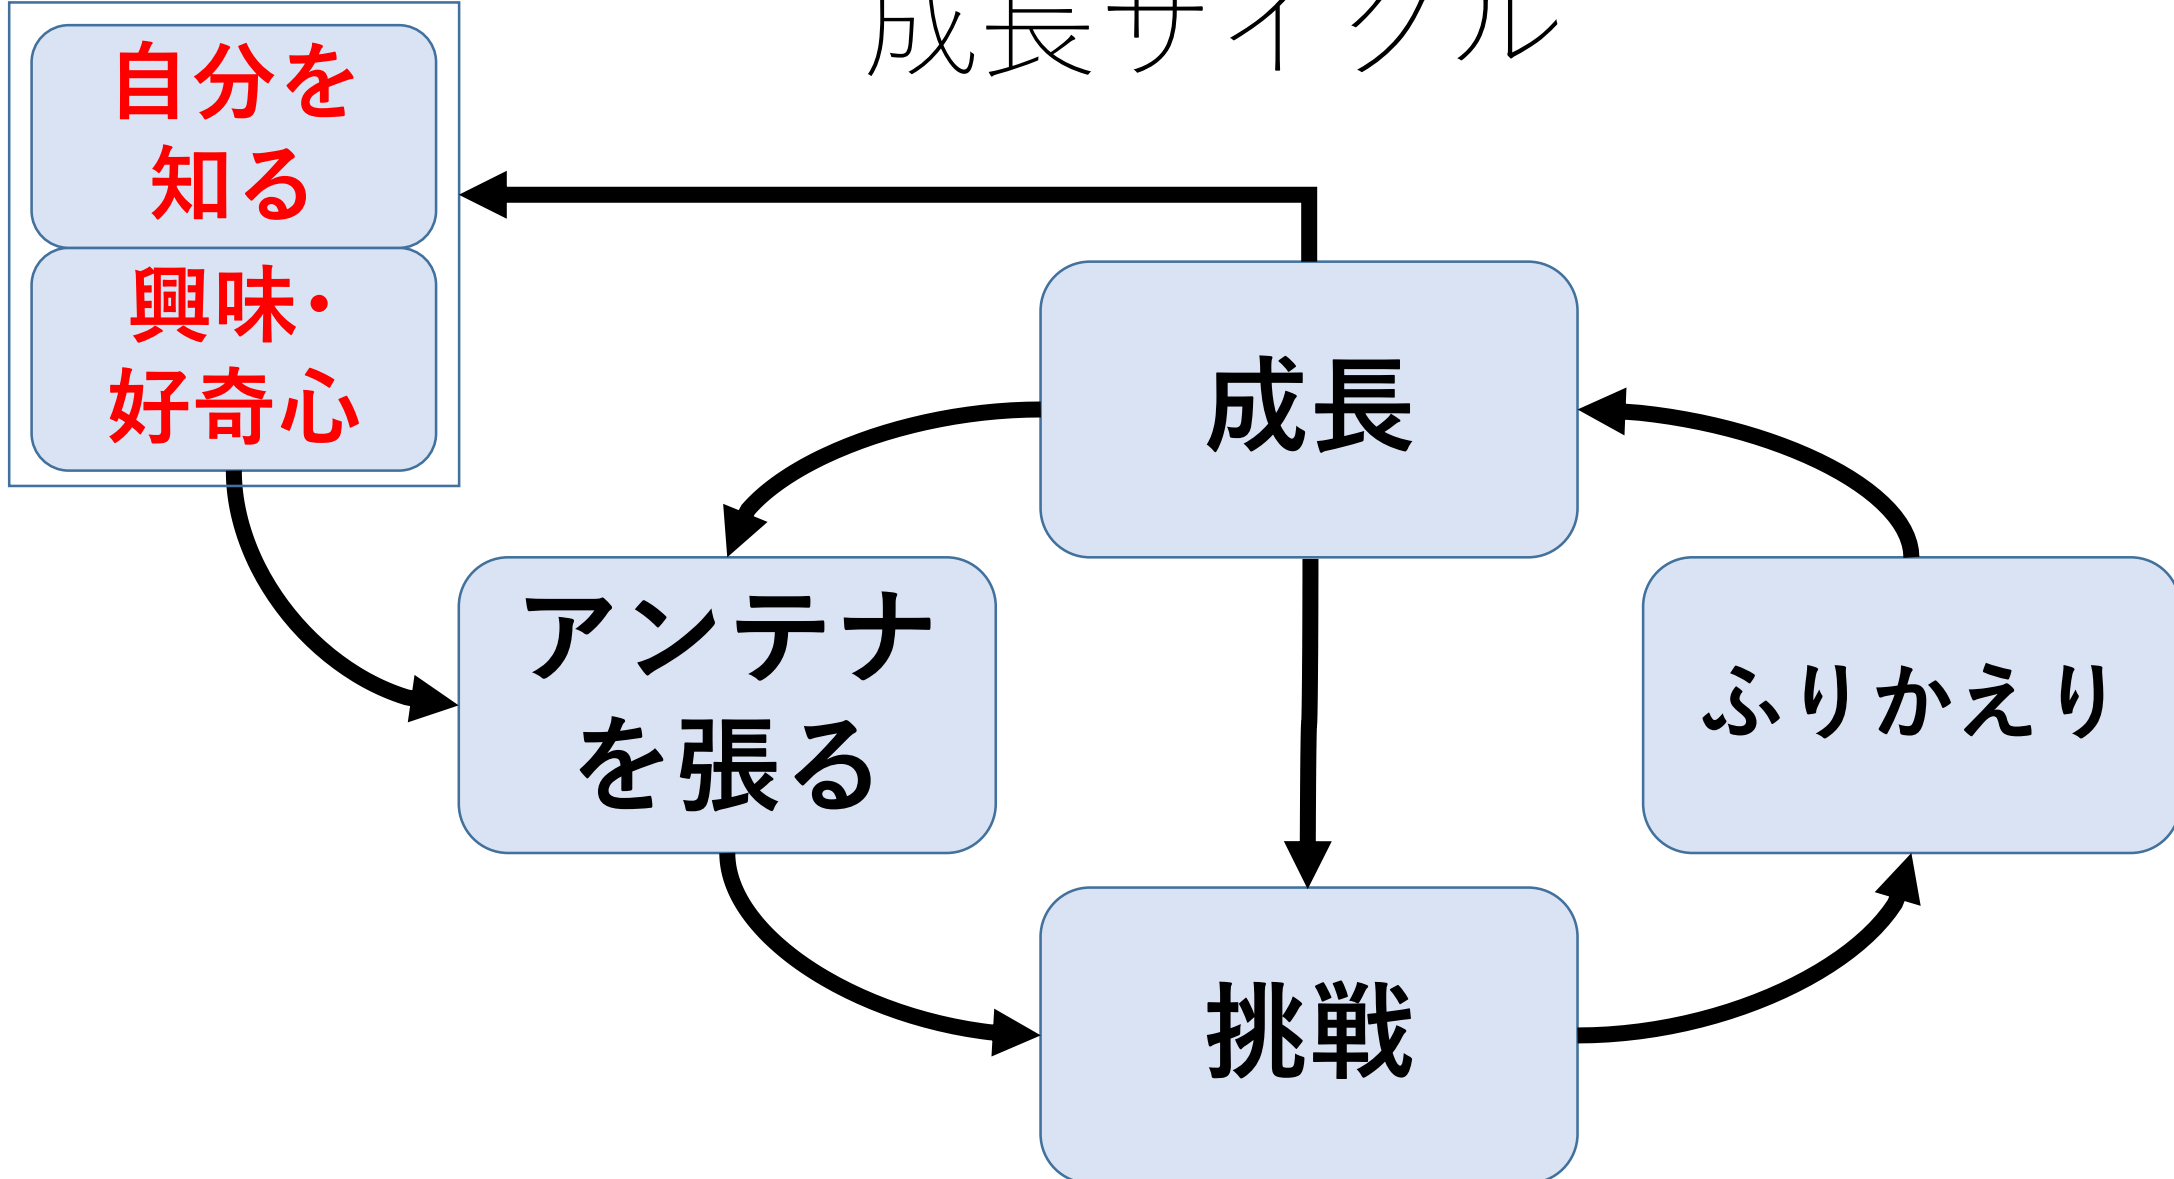 成長サイクル
自分を
知る
興味・
好奇心
成長
アンテナ
を張る
ふりかえり
挑戦